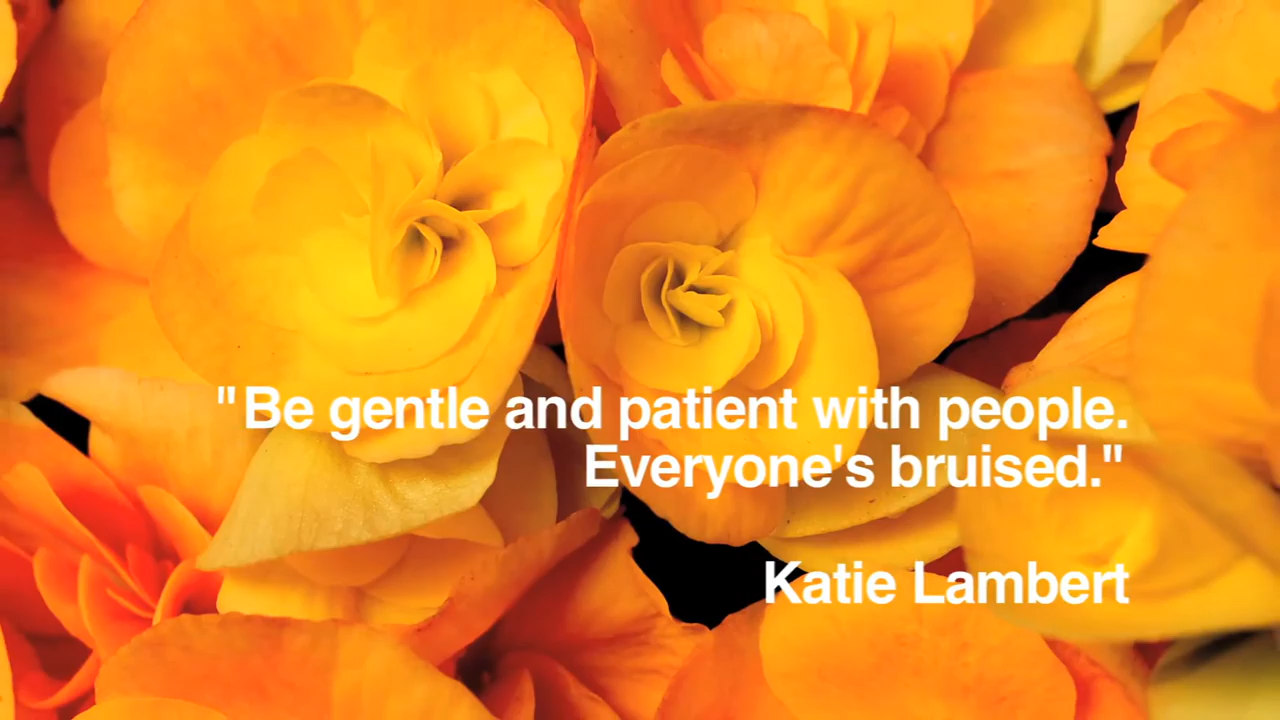 "Be gentle and patient with people.
Everyone's bruised."
Katie Lambert